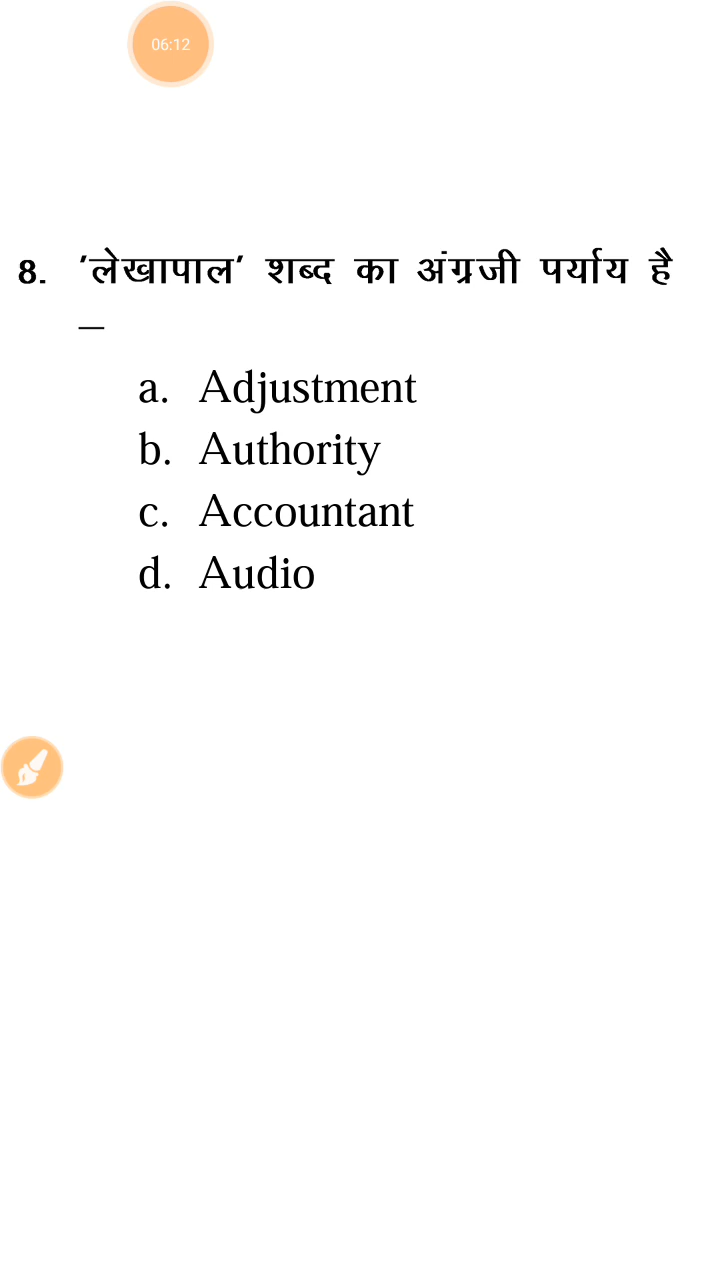 06:12
8. ’लेखापाल’ शब्द का अंग्रजी पर्याय है
–
a. Adjustment
b. Authority
c. Accountant
d. Audio